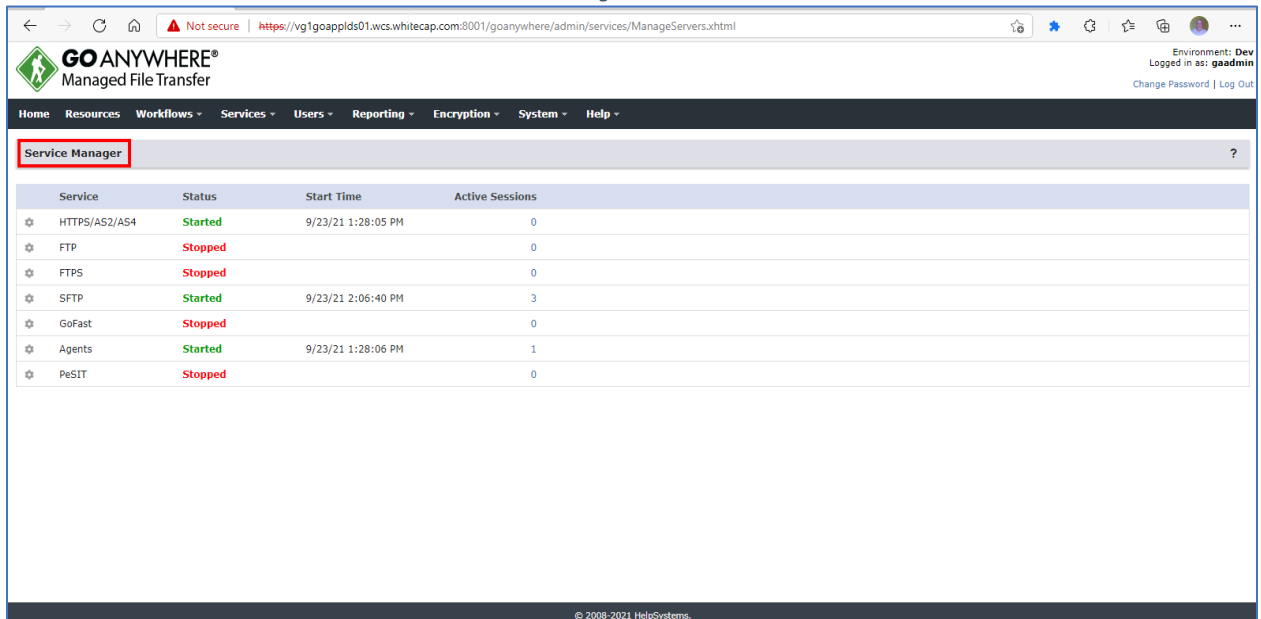 Not secure | https://vg1goapplds01.wcs.whitecap.com:8001/goanywhere/admin/services/ManageServers.xhtml
GO ANYWHERE®
Managed File Transfer
Environment: Dev
Logged in as: gaadmin
Change Password | Log Out
Home Resources Workflows Services Users Reporting Encryption System Help
Service Manager ?
Service Status Start Time Active Sessions
HTTPS/AS2/AS4 Started 9/23/21 1:28:05 PM 0
FTP Stopped 0
FTPS Stopped 0
SFTP Started 9/23/21 2:06:40 PM 3
GoFast Stopped 0
Agents Started 9/23/21 1:28:06 PM 1
PeSIT Stopped 0
© 2008-2021 HelpSystems.